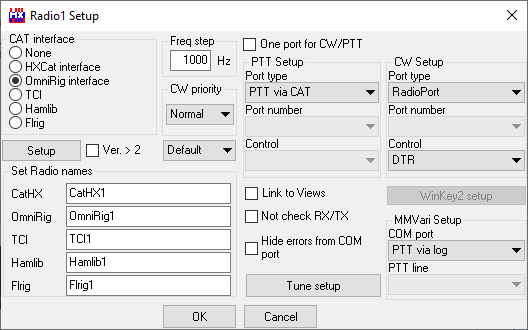 Radio1 Setup
CAT interface
None
HXCat interface
OmniRig interface
TCI
Hamlib
Flrig
Freq step
1000 Hz
CW priority
Normal
One port for CW/PTT
PTT Setup
Port type
PTT via CAT
Port number
Control
CW Setup
Port type
RadioPort
Port number
Control
DTR
Setup
Ver. > 2
Default
Set Radio names
CatHX CatHX1
OmniRig OmniRig1
TCI TCI1
Hamlib Hamlib1
Flrig Flrig1
Link to Views
Not check RX/TX
Hide errors from COM
port
Tune setup
WinKey2 setup
MMVari Setup
COM port
PTT via log
PTT line
OK
Cancel